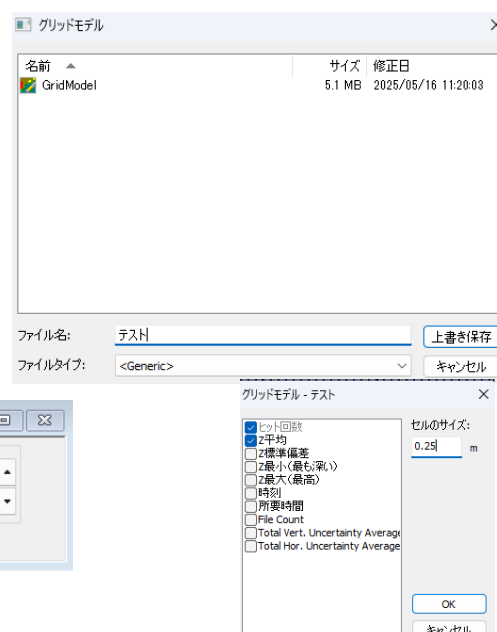 グリッドモデル
名前 サイズ 修正日
GridModel 5.1 MB 2025/05/16 11:20:03
ファイル名: テスト 上書き保存
ファイルタイプ: <Generic> キャンセル
グリッドモデル - テスト
ヒット回数
Z平均
Z標準偏差
Z最小(最も深い)
Z最大(最高)
時刻
所要時間
File Count
Total Vert. Uncertainty Average
Total Hor. Uncertainty Average
セルのサイズ:
0.25 m
OK
キャンセル